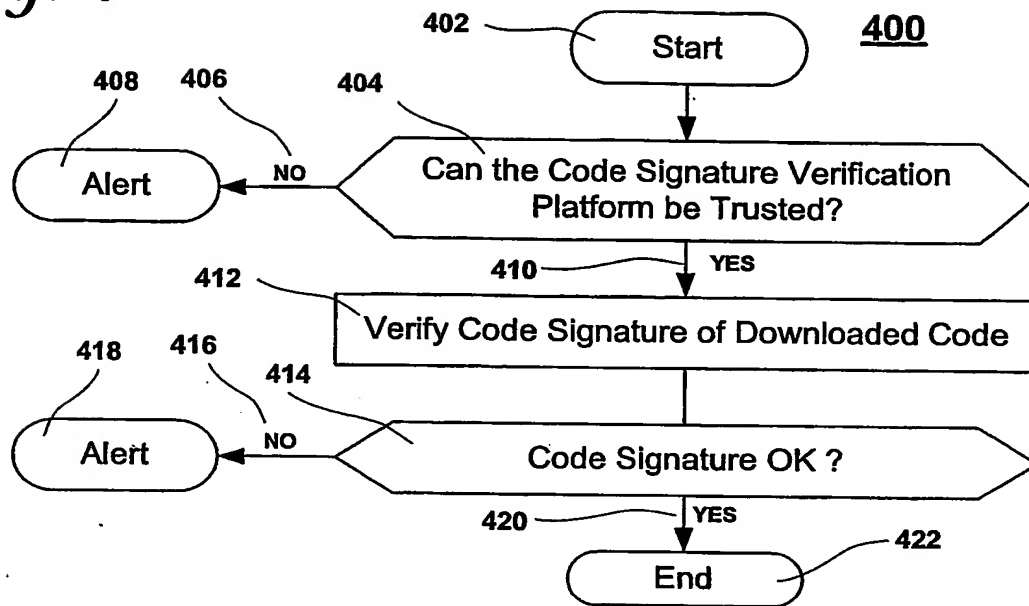 402
Start
400
408
406
404
Alert
NO
Can the Code Signature Verification
Platform be Trusted?
410
YES
412
Verify Code Signature of Downloaded Code
418
416
414
Alert
NO
Code Signature OK ?
420
YES
422
End